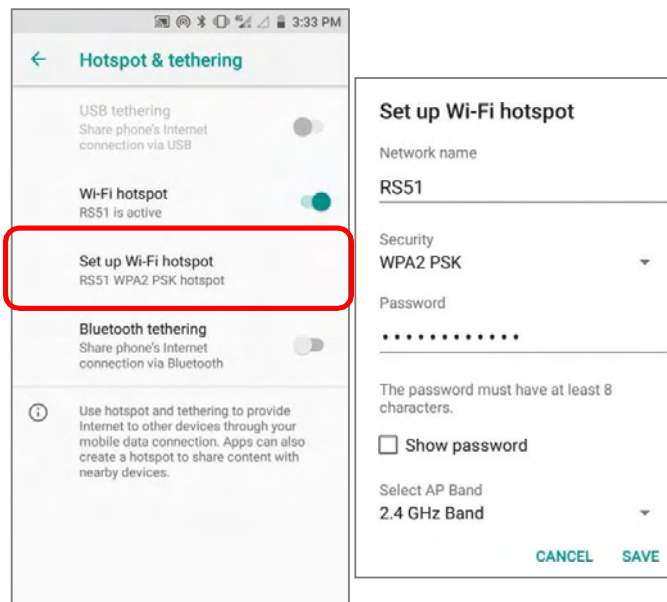 3:33 PM
Hotspot & tethering
USB tethering
Share phone's Internet
connection via USB
Wi-Fi hotspot
RS51 is active
Set up Wi-Fi hotspot
RS51 WPA2 PSK hotspot
Bluetooth tethering
Share phone's Internet
connection via Bluetooth
Use hotspot and tethering to provide
Internet to other devices through your
mobile data connection. Apps can also
create a hotspot to share content with
nearby devices.
Set up Wi-Fi hotspot
Network name
RS51
Security
WPA2 PSK
Password
••••••••••••
The password must have at least 8
characters.
Show password
Select AP Band
2.4 GHz Band
CANCEL SAVE